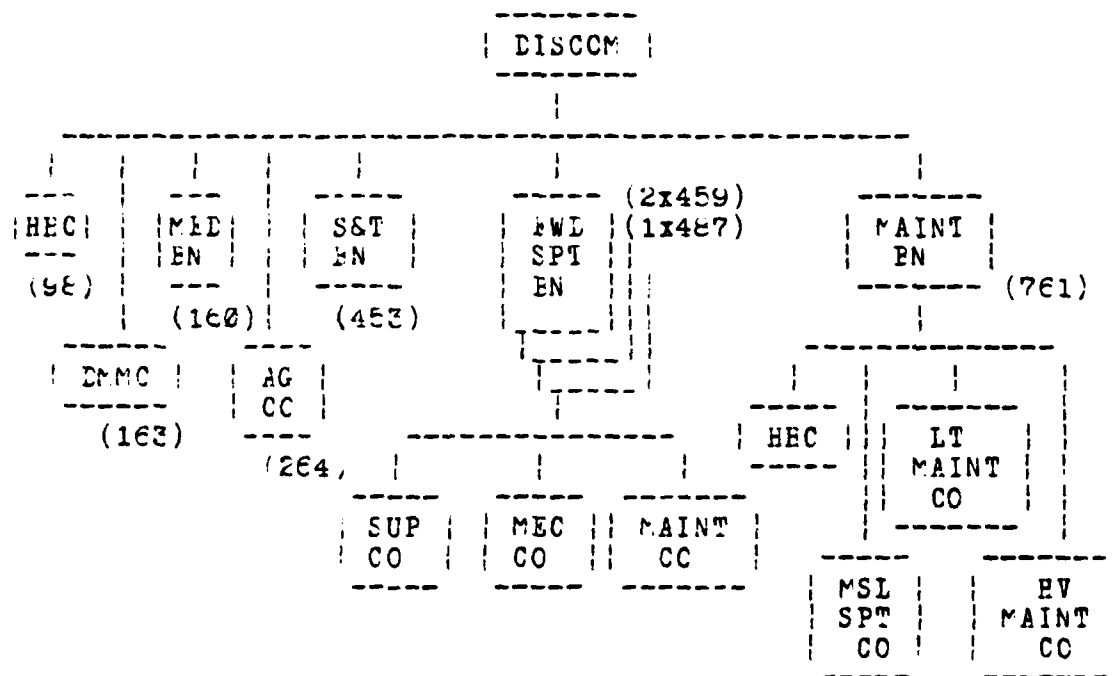 DISCOM
(2x459)
HHC MED S&T FWD (1x487) MAINT
BN BN SPT BN
(98) BN (761)
(160) (453)
DMMC AG
CO
(163) HHC LT
(264) MAINT
SUP MED MAINT CO
CO CO CO
MSL HV
SPT MAINT
CO CO